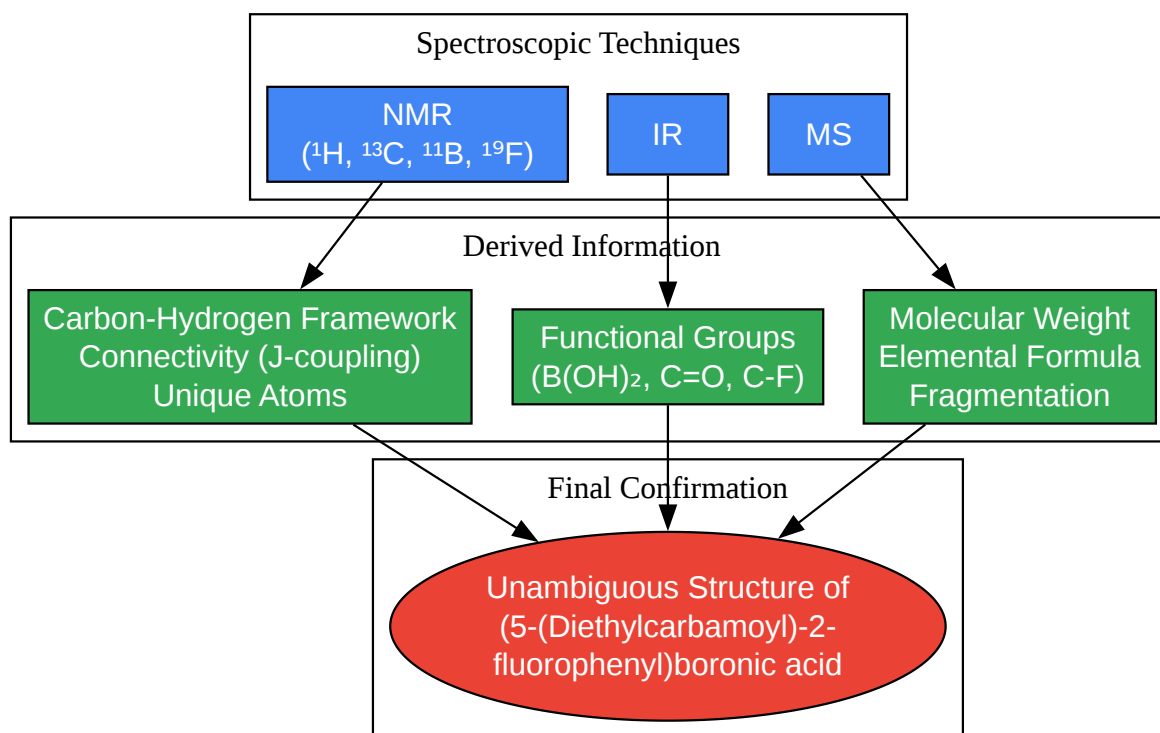 Spectroscopic Techniques
NMR
(¹H, ¹³C, ¹¹B, ¹⁹F)
IR
MS
Derived Information
Carbon-Hydrogen Framework
Connectivity (J-coupling)
Unique Atoms
Functional Groups
(B(OH)₂, C=O, C-F)
Molecular Weight
Elemental Formula
Fragmentation
Final Confirmation
Unambiguous Structure of
(5-(Diethylcarbamoyl)-2-
fluorophenyl)boronic acid